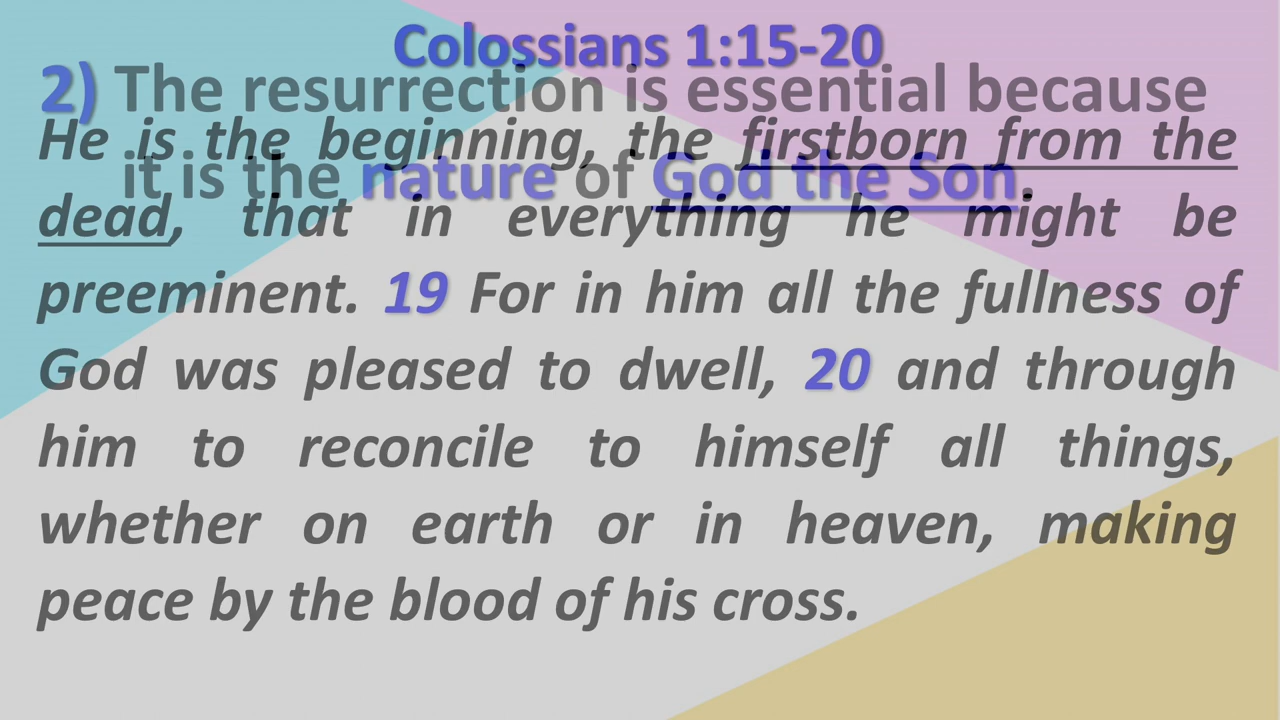 Colossians 1:15-20
2) The resurrection is essential because
it is the nature of God the Son.
He is the beginning, the firstborn from the
dead, that in everything he might be
preeminent. 19 For in him all the fullness of
God was pleased to dwell, 20 and through
him to reconcile to himself all things,
whether on earth or in heaven, making
peace by the blood of his cross.